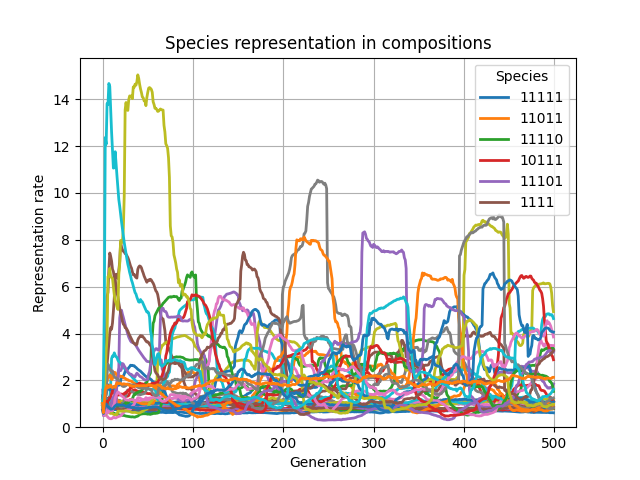 Species representation in compositions
Species
11111
11011
11110
10111
11101
1111
Representation rate
14
12
10
8
6
4
2
0
0 100 200 300 400 500
Generation